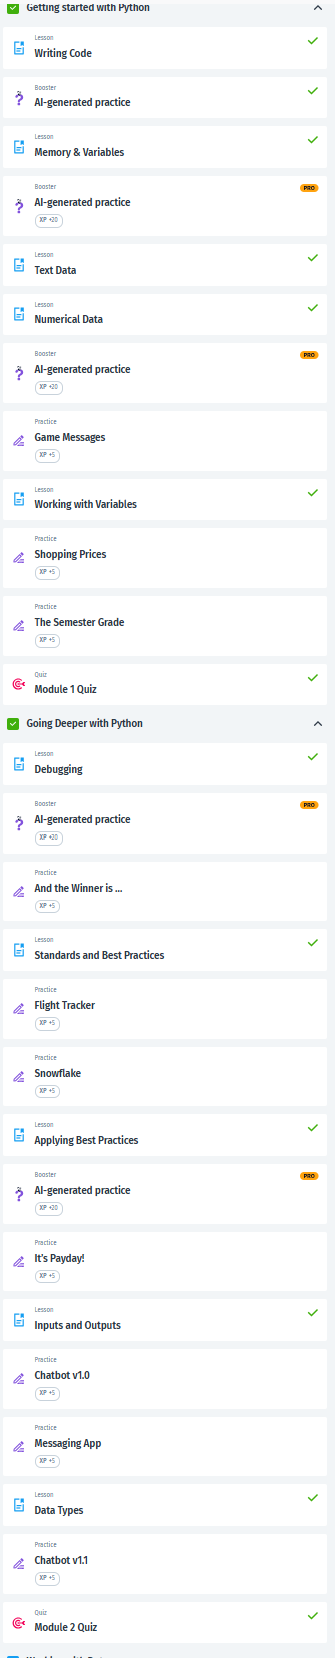 Getting started with Python
Lesson
Writing Code
Booster
AI-generated practice
Lesson
Memory & Variables
Booster
PRO
AI-generated practice
XP +20
Lesson
Text Data
Lesson
Numerical Data
Booster
PRO
AI-generated practice
XP +20
Practice
Game Messages
XP +5
Lesson
Working with Variables
Practice
Shopping Prices
XP +5
Practice
The Semester Grade
XP +5
Quiz
Module 1 Quiz
Going Deeper with Python
Lesson
Debugging
Booster
PRO
AI-generated practice
XP +20
Practice
And the Winner is ...
XP +5
Lesson
Standards and Best Practices
Practice
Flight Tracker
XP +5
Practice
Snowflake
XP +5
Lesson
Applying Best Practices
Booster
PRO
AI-generated practice
XP +20
Practice
It's Payday!
XP +5
Lesson
Inputs and Outputs
Practice
Chatbot v1.0
XP +5
Practice
Messaging App
XP +5
Lesson
Data Types
Practice
Chatbot v1.1
XP +5
Quiz
Module 2 Quiz